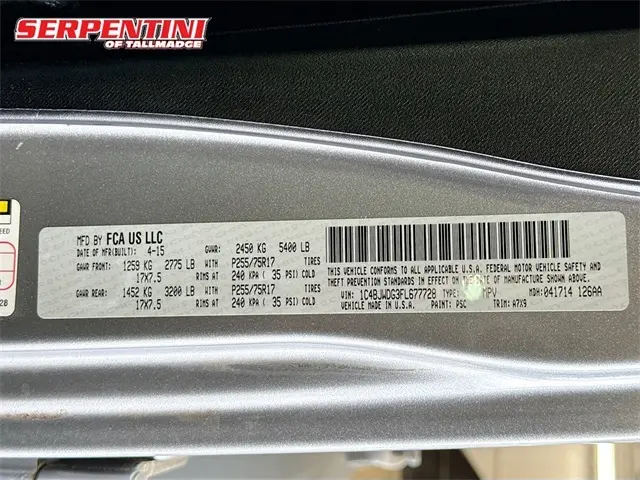 SERPENTINI
OF TALLMADGE
MFD BY FCA US LLC
DATE OF MFR(BUILT): 4-15 GVWR: 2450 KG 5400 LB
GAWR FRONT: 1259 KG 2775 LB WITH P255/75R17 TIRES
17X7.5 RIMS AT 240 KPA ( 35 PSI) COLD
GAWR REAR: 1452 KG 3200 LB WITH P255/75R17 TIRES
17X7.5 RIMS AT 240 KPA ( 35 PSI) COLD
THIS VEHICLE CONFORMS TO ALL APPLICABLE U.S.A. FEDERAL MOTOR VEHICLE SAFETY AND
THEFT PREVENTION STANDARDS IN EFFECT ON THE DATE OF MANUFACTURE SHOWN ABOVE.
VIN: 1C4BJWDG3FL677728 TYPE: MPV MDH: 041714 126AA
VEHICLE MADE IN U.S.A. PAINT: PSC TRIM: A7X9
EED
2B